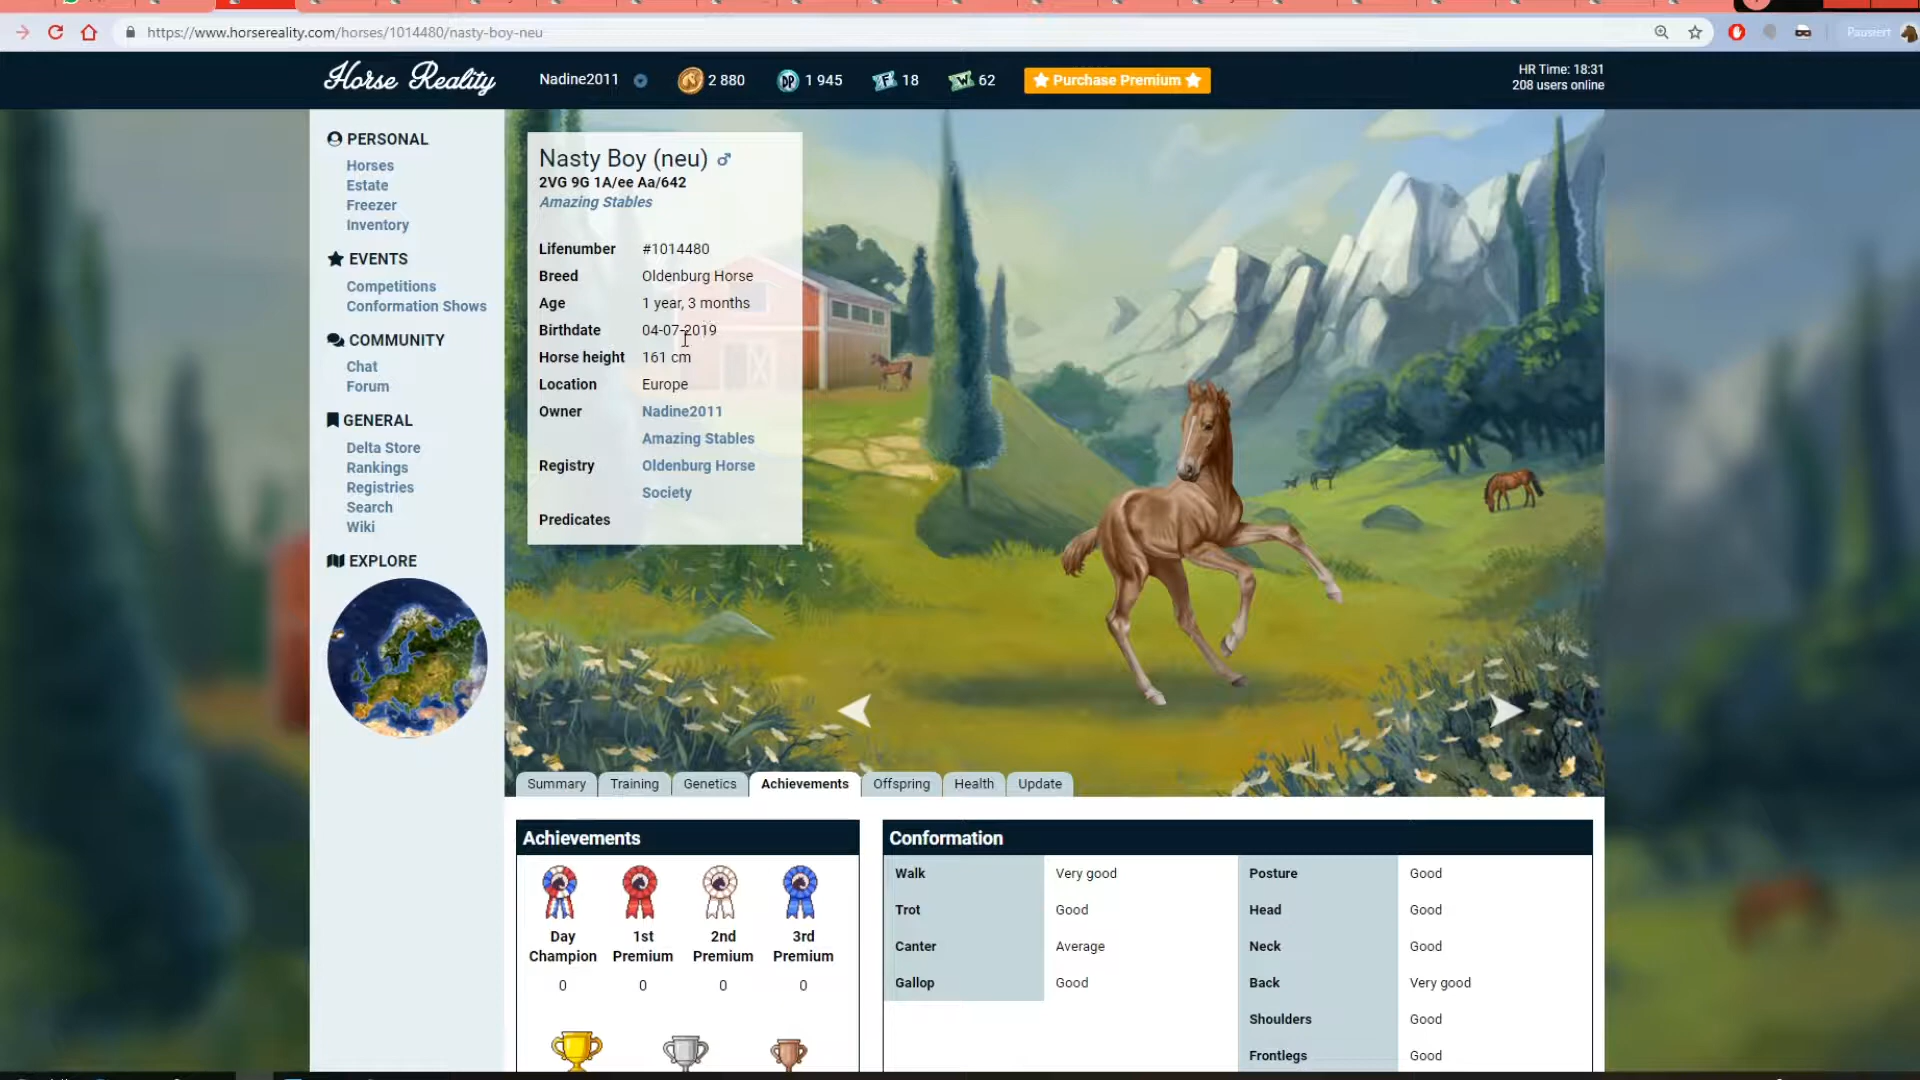 https://www.horsereality.com/horses/1014480/nasty-boy-neu
Pausiert
Horse Reality
Nadine2011
2 880
DP
1 945
F
18
W
62
Purchase Premium
HR Time: 18:31
208 users online
PERSONAL
Horses
Estate
Freezer
Inventory
EVENTS
Competitions
Conformation Shows
COMMUNITY
Chat
Forum
GENERAL
Delta Store
Rankings
Registries
Search
Wiki
EXPLORE
Nasty Boy (neu)
2VG 9G 1A/ee Aa/642
Amazing Stables
Lifenumber #1014480
Breed Oldenburg Horse
Age 1 year, 3 months
Birthdate 04-07-2019
Horse height 161 cm
Location Europe
Owner Nadine2011
Amazing Stables
Registry Oldenburg Horse
Society
Predicates
Summary
Training
Genetics
Achievements
Offspring
Health
Update
Achievements
Day Champion
1st Premium
2nd Premium
3rd Premium
0
0
0
0
Conformation
Walk Very good
Trot Good
Canter Average
Gallop Good
Posture Good
Head Good
Neck Good
Back Very good
Shoulders Good
Frontlegs Good